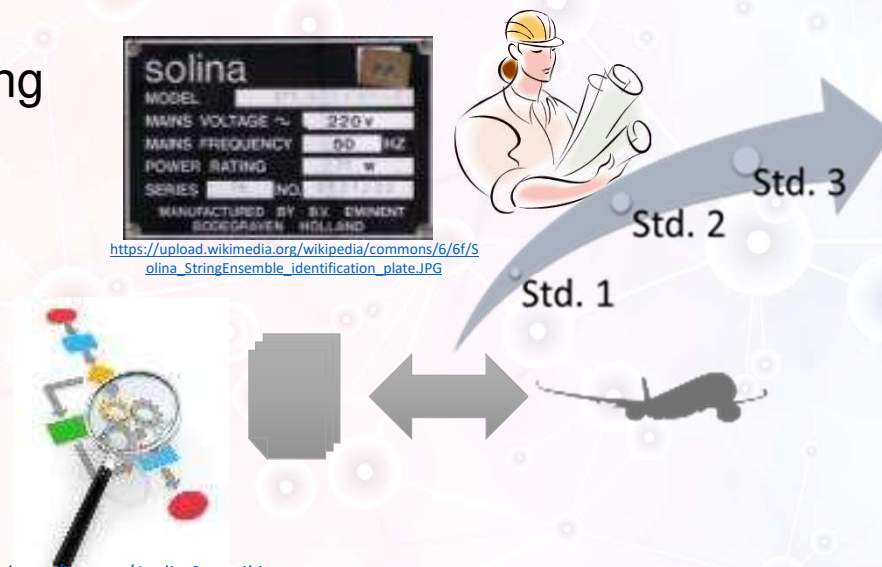 ng
solina
MODEL
MAINS VOLTAGE ~ 220 v
MAINS FREQUENCY 50 HZ
POWER RATING W
SERIES NO.
MANUFACTURED BY B.V. EMINENT
BODEGRAVEN HOLLAND
https://upload.wikimedia.org/wikipedia/commons/6/6f/S
olina_StringEnsemble_identification_plate.JPG
Std. 1
Std. 2
Std. 3